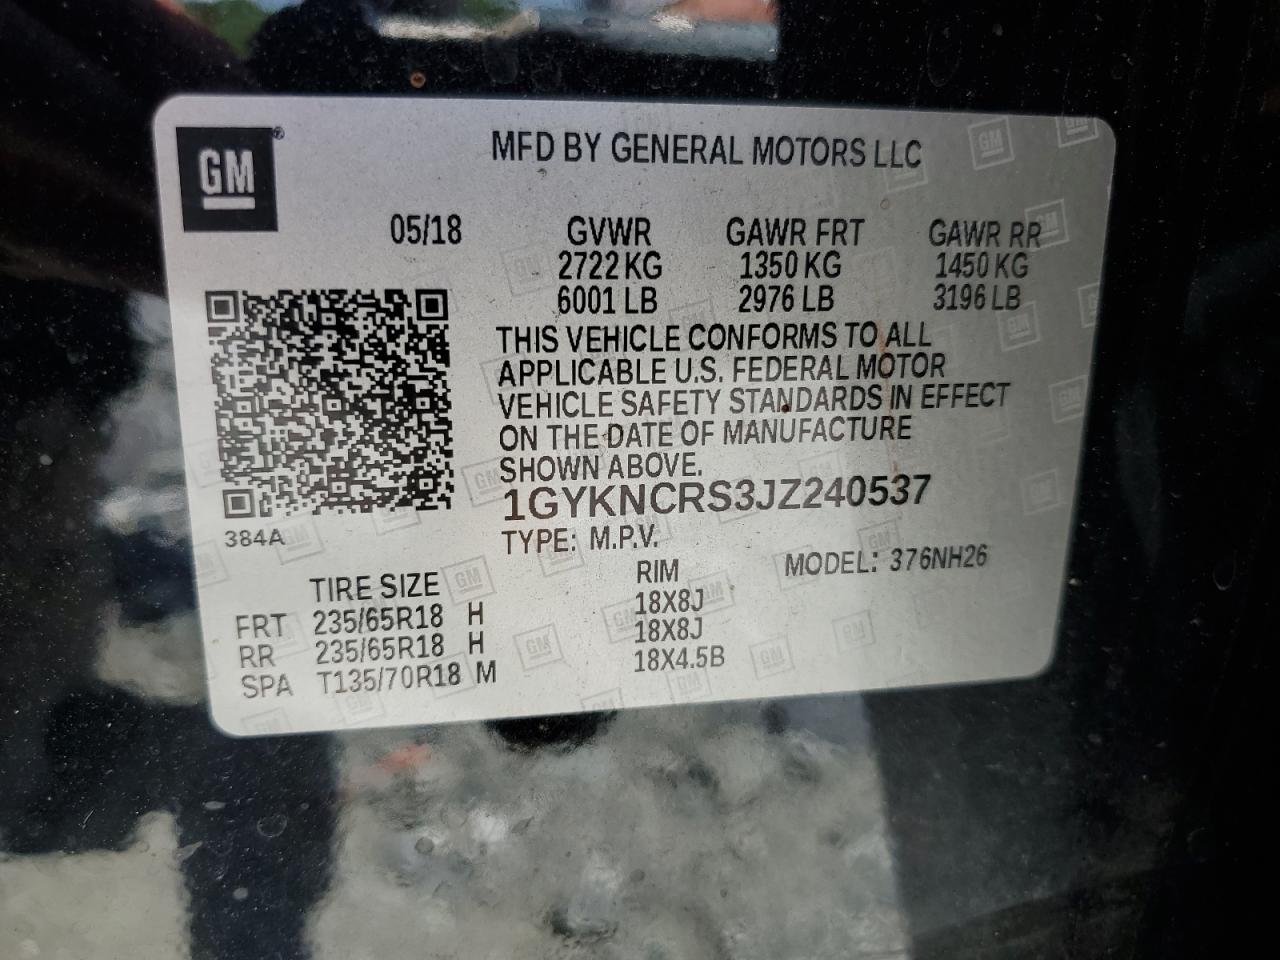 GM®
MFD BY GENERAL MOTORS LLC
05/18 GVWR GAWR FRT GAWR RR
2722 KG 1350 KG 1450 KG
6001 LB 2976 LB 3196 LB
THIS VEHICLE CONFORMS TO ALL
APPLICABLE U.S. FEDERAL MOTOR
VEHICLE SAFETY STANDARDS IN EFFECT
ON THE DATE OF MANUFACTURE
SHOWN ABOVE.
1GYKNCRS3JZ240537
384A
TYPE: M.P.V. MODEL: 376NH26
TIRE SIZE RIM
FRT 235/65R18 H 18X8J
RR 235/65R18 H 18X8J
SPA T135/70R18 M 18X4.5B